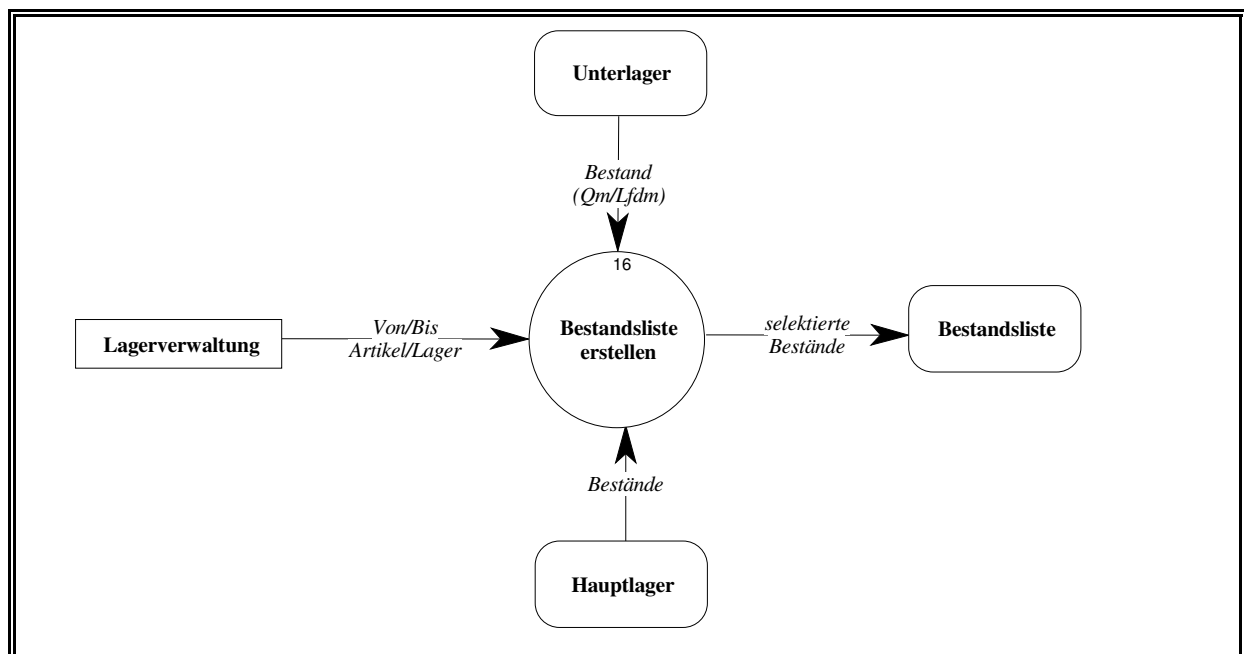 Unterlager
Bestand
(Qm/Lfdm)
16
Lagerverwaltung
Von/Bis
Artikel/Lager
Bestandsliste
erstellen
selektierte
Bestände
Bestandsliste
Bestände
Hauptlager